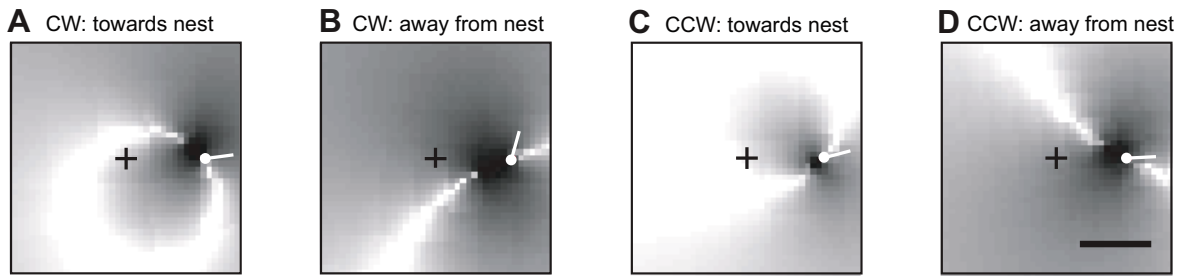 A CW: towards nest
B CW: away from nest
C CCW: towards nest
D CCW: away from nest